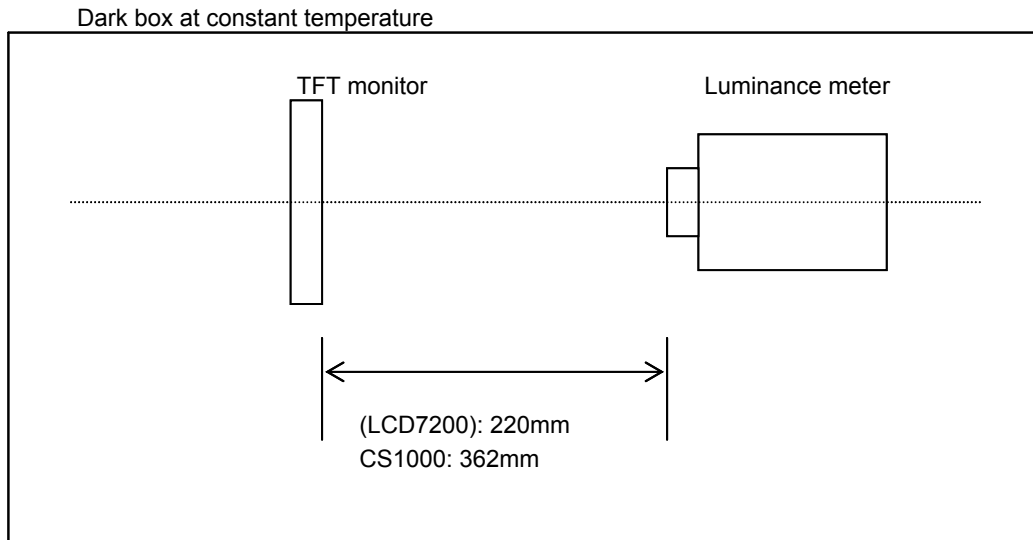 Dark box at constant temperature
TFT monitor
Luminance meter
(LCD7200): 220mm
CS1000: 362mm